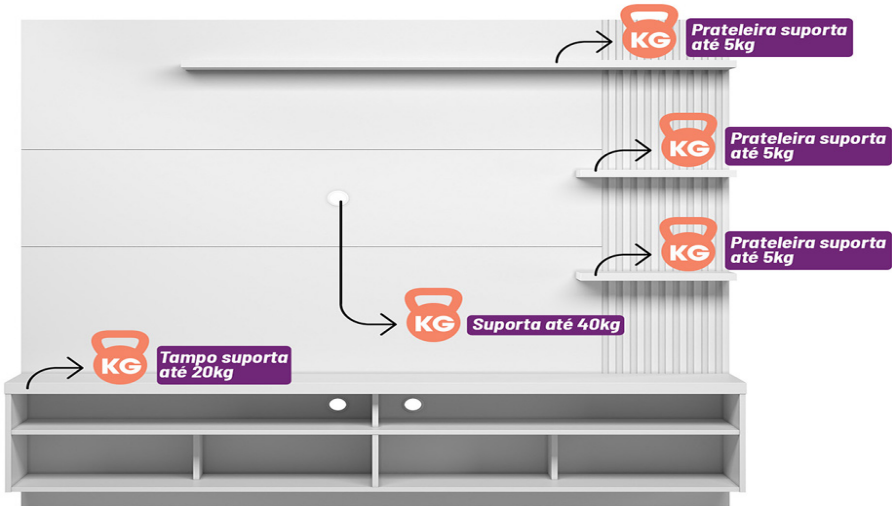 KG
Prateleira suporta
até 5kg
KG
Prateleira suporta
até 5kg
KG
Prateleira suporta
até 5kg
KG
Suporta até 40kg
KG
Tampo suporta
até 20kg